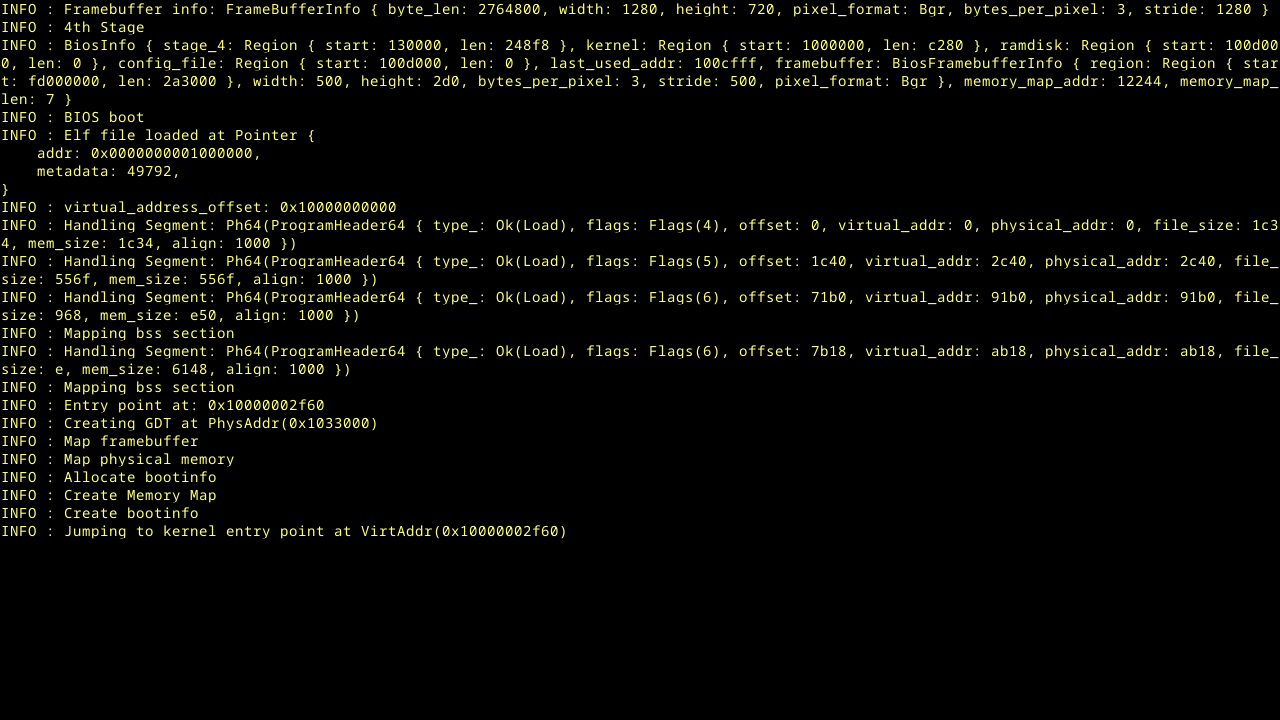 INFO : Framebuffer info: FrameBufferInfo { byte_len: 2764800, width: 1280, height: 720, pixel_format: Bgr, bytes_per_pixel: 3, stride: 1280 }
INFO : 4th Stage
INFO : BiosInfo { stage_4: Region { start: 130000, len: 248f8 }, kernel: Region { start: 1000000, len: c280 }, ramdisk: Region { start: 100d00
0, len: 0 }, config_file: Region { start: 100d000, len: 0 }, last_used_addr: 100cfff, framebuffer: BiosFramebufferInfo { region: Region { star
t: fd000000, len: 2a3000 }, width: 500, height: 2d0, bytes_per_pixel: 3, stride: 500, pixel_format: Bgr }, memory_map_addr: 12244, memory_map_
len: 7 }
INFO : BIOS boot
INFO : Elf file loaded at Pointer {
    addr: 0x0000000001000000,
    metadata: 49792,
}
INFO : virtual_address_offset: 0x10000000000
INFO : Handling Segment: Ph64(ProgramHeader64 { type_: Ok(Load), flags: Flags(4), offset: 0, virtual_addr: 0, physical_addr: 0, file_size: 1c3
4, mem_size: 1c34, align: 1000 })
INFO : Handling Segment: Ph64(ProgramHeader64 { type_: Ok(Load), flags: Flags(5), offset: 1c40, virtual_addr: 2c40, physical_addr: 2c40, file_
size: 556f, mem_size: 556f, align: 1000 })
INFO : Handling Segment: Ph64(ProgramHeader64 { type_: Ok(Load), flags: Flags(6), offset: 71b0, virtual_addr: 91b0, physical_addr: 91b0, file_
size: 968, mem_size: e50, align: 1000 })
INFO : Mapping bss section
INFO : Handling Segment: Ph64(ProgramHeader64 { type_: Ok(Load), flags: Flags(6), offset: 7b18, virtual_addr: ab18, physical_addr: ab18, file_
size: e, mem_size: 6148, align: 1000 })
INFO : Mapping bss section
INFO : Entry point at: 0x10000002f60
INFO : Creating GDT at PhysAddr(0x1033000)
INFO : Map framebuffer
INFO : Map physical memory
INFO : Allocate bootinfo
INFO : Create Memory Map
INFO : Create bootinfo
INFO : Jumping to kernel entry point at VirtAddr(0x10000002f60)